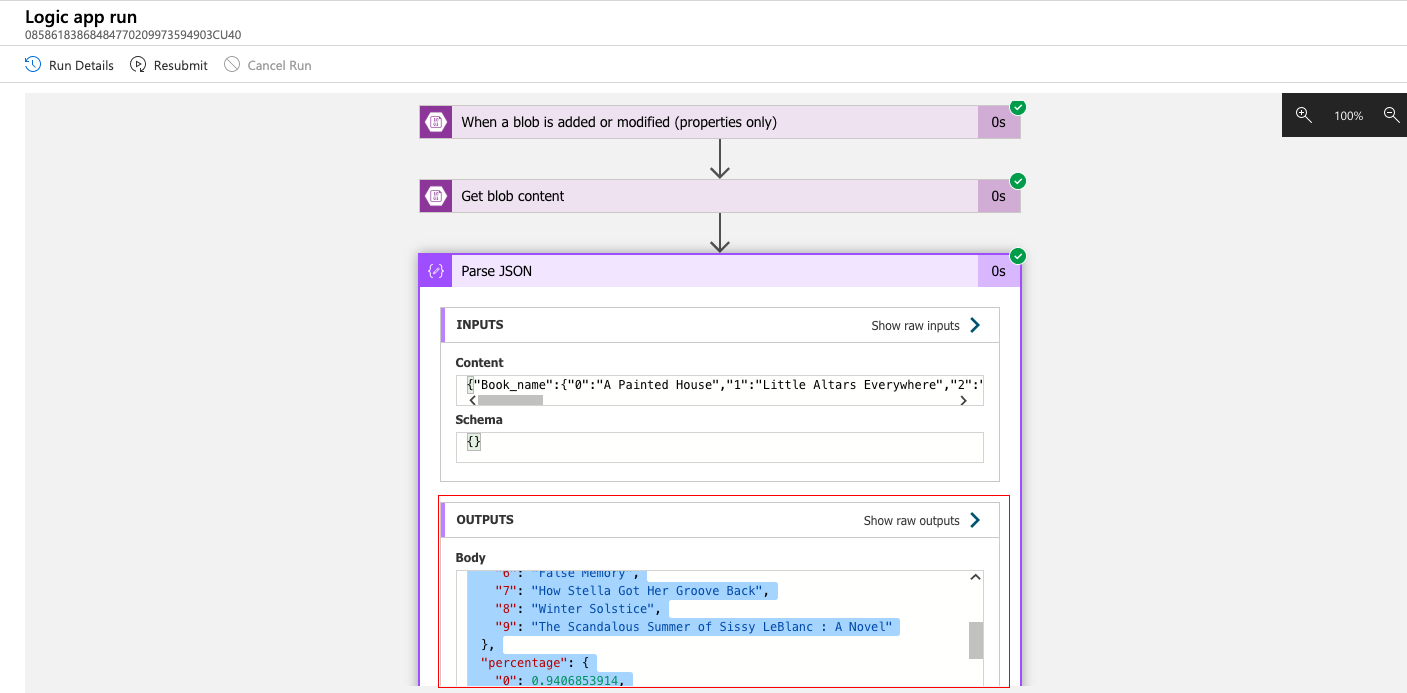 Logic app run
08586183868484770209973594903CU40
Run Details
Resubmit
Cancel Run
100%
When a blob is added or modified (properties only)
0s
Get blob content
0s
Parse JSON
0s
INPUTS
Show raw inputs
Content
{"Book_name":{"0":"A Painted House","1":"Little Altars Everywhere","2":"
Schema
{}
OUTPUTS
Show raw outputs
Body
"6": "False Memory",
"7": "How Stella Got Her Groove Back",
"8": "Winter Solstice",
"9": "The Scandalous Summer of Sissy LeBlanc : A Novel"
},
"percentage": {
"0": 0.9406853914,